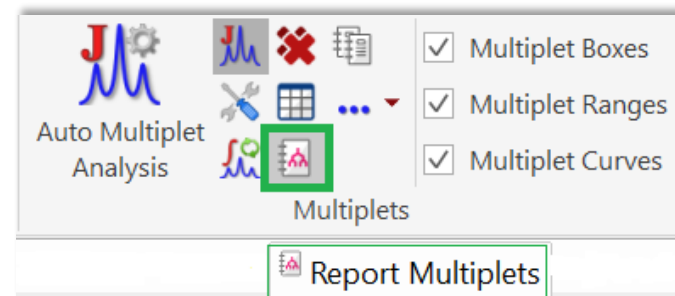 Auto Multiplet
Analysis
Multiplet Boxes
Multiplet Ranges
Multiplet Curves
Multiplets
Report Multiplets